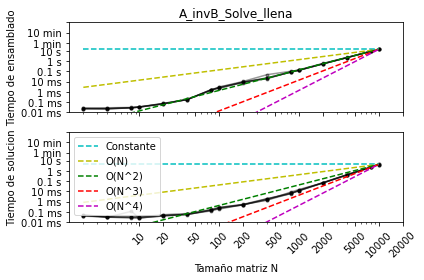 A_invB_Solve_llena
Tiempo de ensamblado
10 min
1 min
10 s
1 s
0.1 s
10 ms
1 ms
0.1 ms
0.01 ms
Tiempo de solucion
10 min
1 min
10 s
1 s
0.1 s
10 ms
1 ms
0.1 ms
0.01 ms
Constante
O(N)
O(N^2)
O(N^3)
O(N^4)
10 20 50 100 200 500 1000 2000 5000 10000 20000
Tamaño matriz N